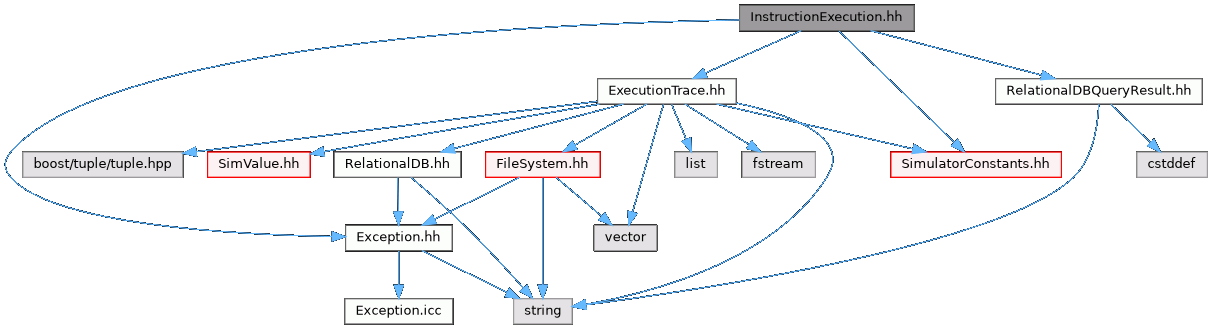 InstructionExecution.hh
ExecutionTrace.hh
RelationalDBQueryResult.hh
boost/tuple/tuple.hpp
SimValue.hh
RelationalDB.hh
FileSystem.hh
list
fstream
SimulatorConstants.hh
cstddef
Exception.hh
vector
Exception.icc
string